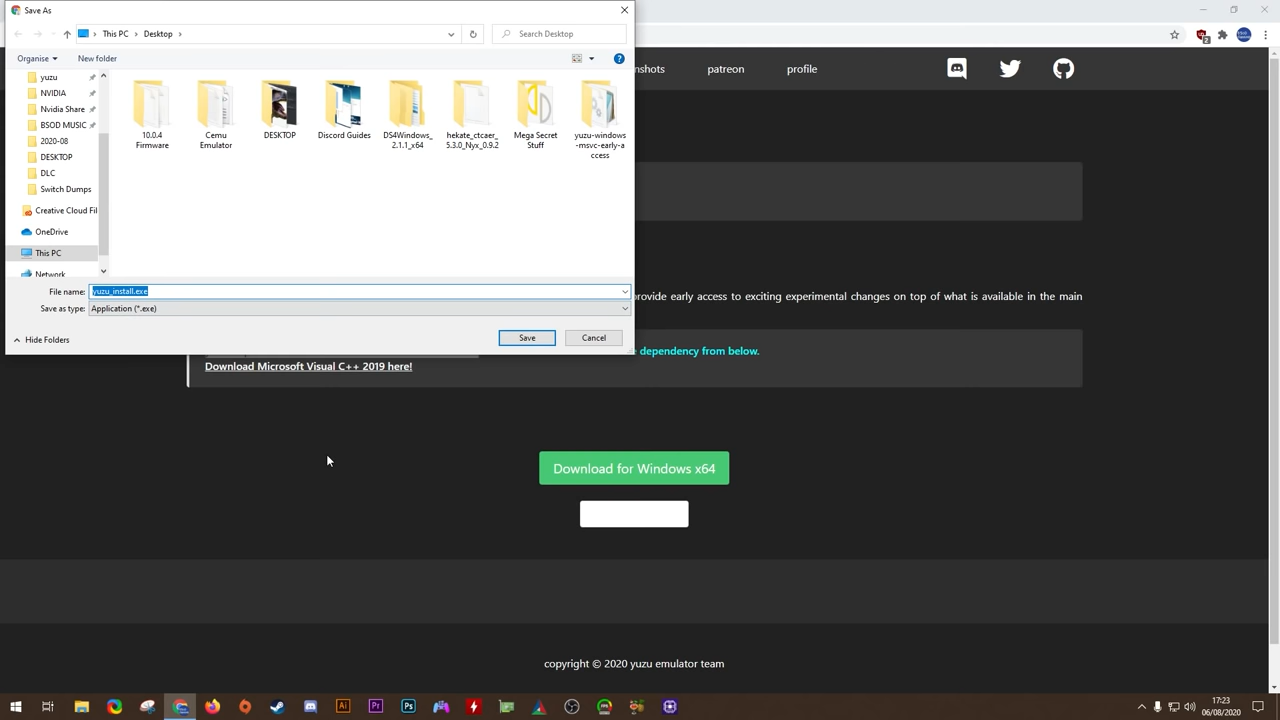 Save As
This PC
Desktop
Search Desktop
Organise
New folder
yuzu
NVIDIA
Nvidia Share
BSOD MUSIC
2020-08
DESKTOP
DLC
Switch Dumps
Creative Cloud Fil
OneDrive
This PC
Network
10.0.4
Firmware
Cemu
Emulator
DESKTOP
Discord Guides
DS4Windows_
2.1.1_x64
hekate_ctcaer_
5.3.0_Nyx_0.9.2
Mega Secret
Stuff
yuzu-windows
-msvc-early-a
ccess
File name:
yuzu_install.exe
Save as type:
Application (*.exe)
Hide Folders
Save
Cancel
nshots
patreon
profile
provide early access to exciting experimental changes on top of what is available in the main
dependency from below.
Download Microsoft Visual C++ 2019 here!
Download for Windows x64
copyright © 2020 yuzu emulator team
17:23
06/08/2020